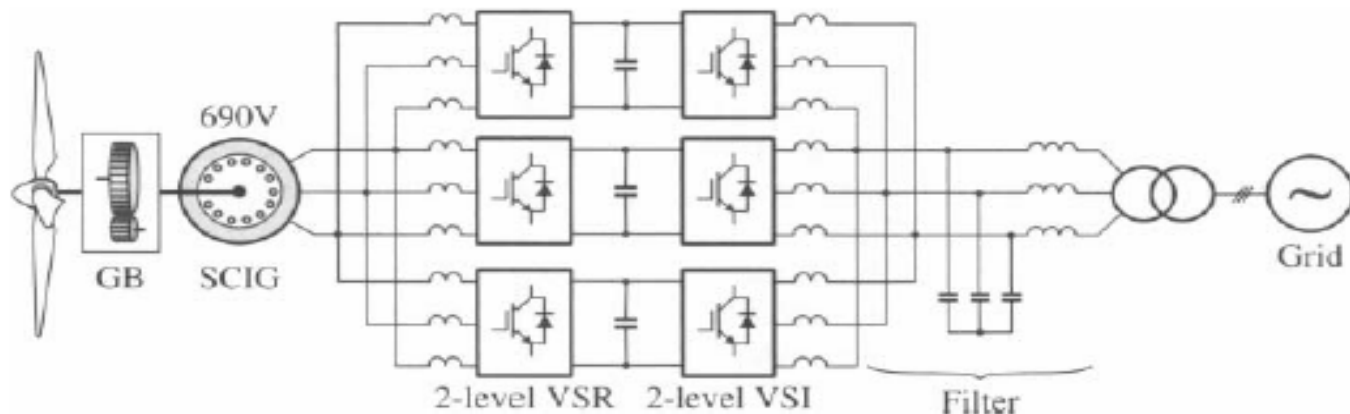 690V
GB
SCIG
2-level VSR
2-level VSI
Filter
Grid